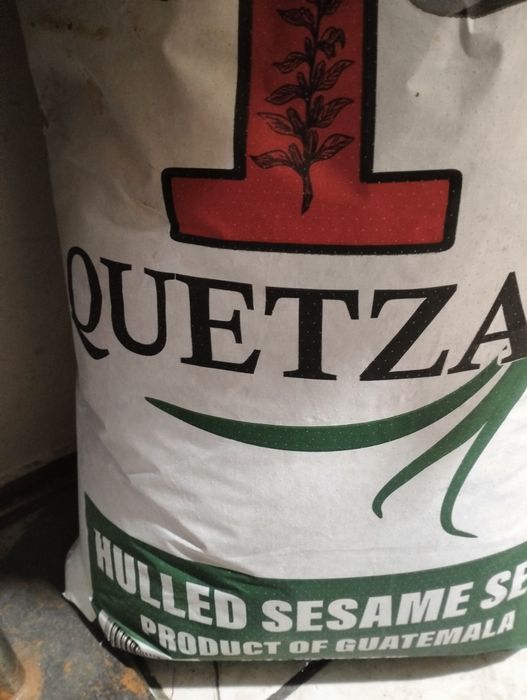 QUETZA
HULLED SESAME SE
PRODUCT OF GUATEMALA